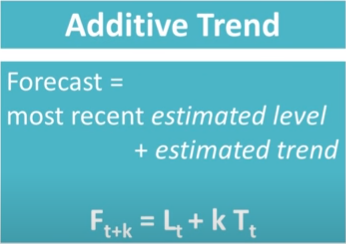 Additive Trend
Forecast =
most recent estimated level
+ estimated trend
Fₜ₊ₖ = Lₜ + k Tₜ